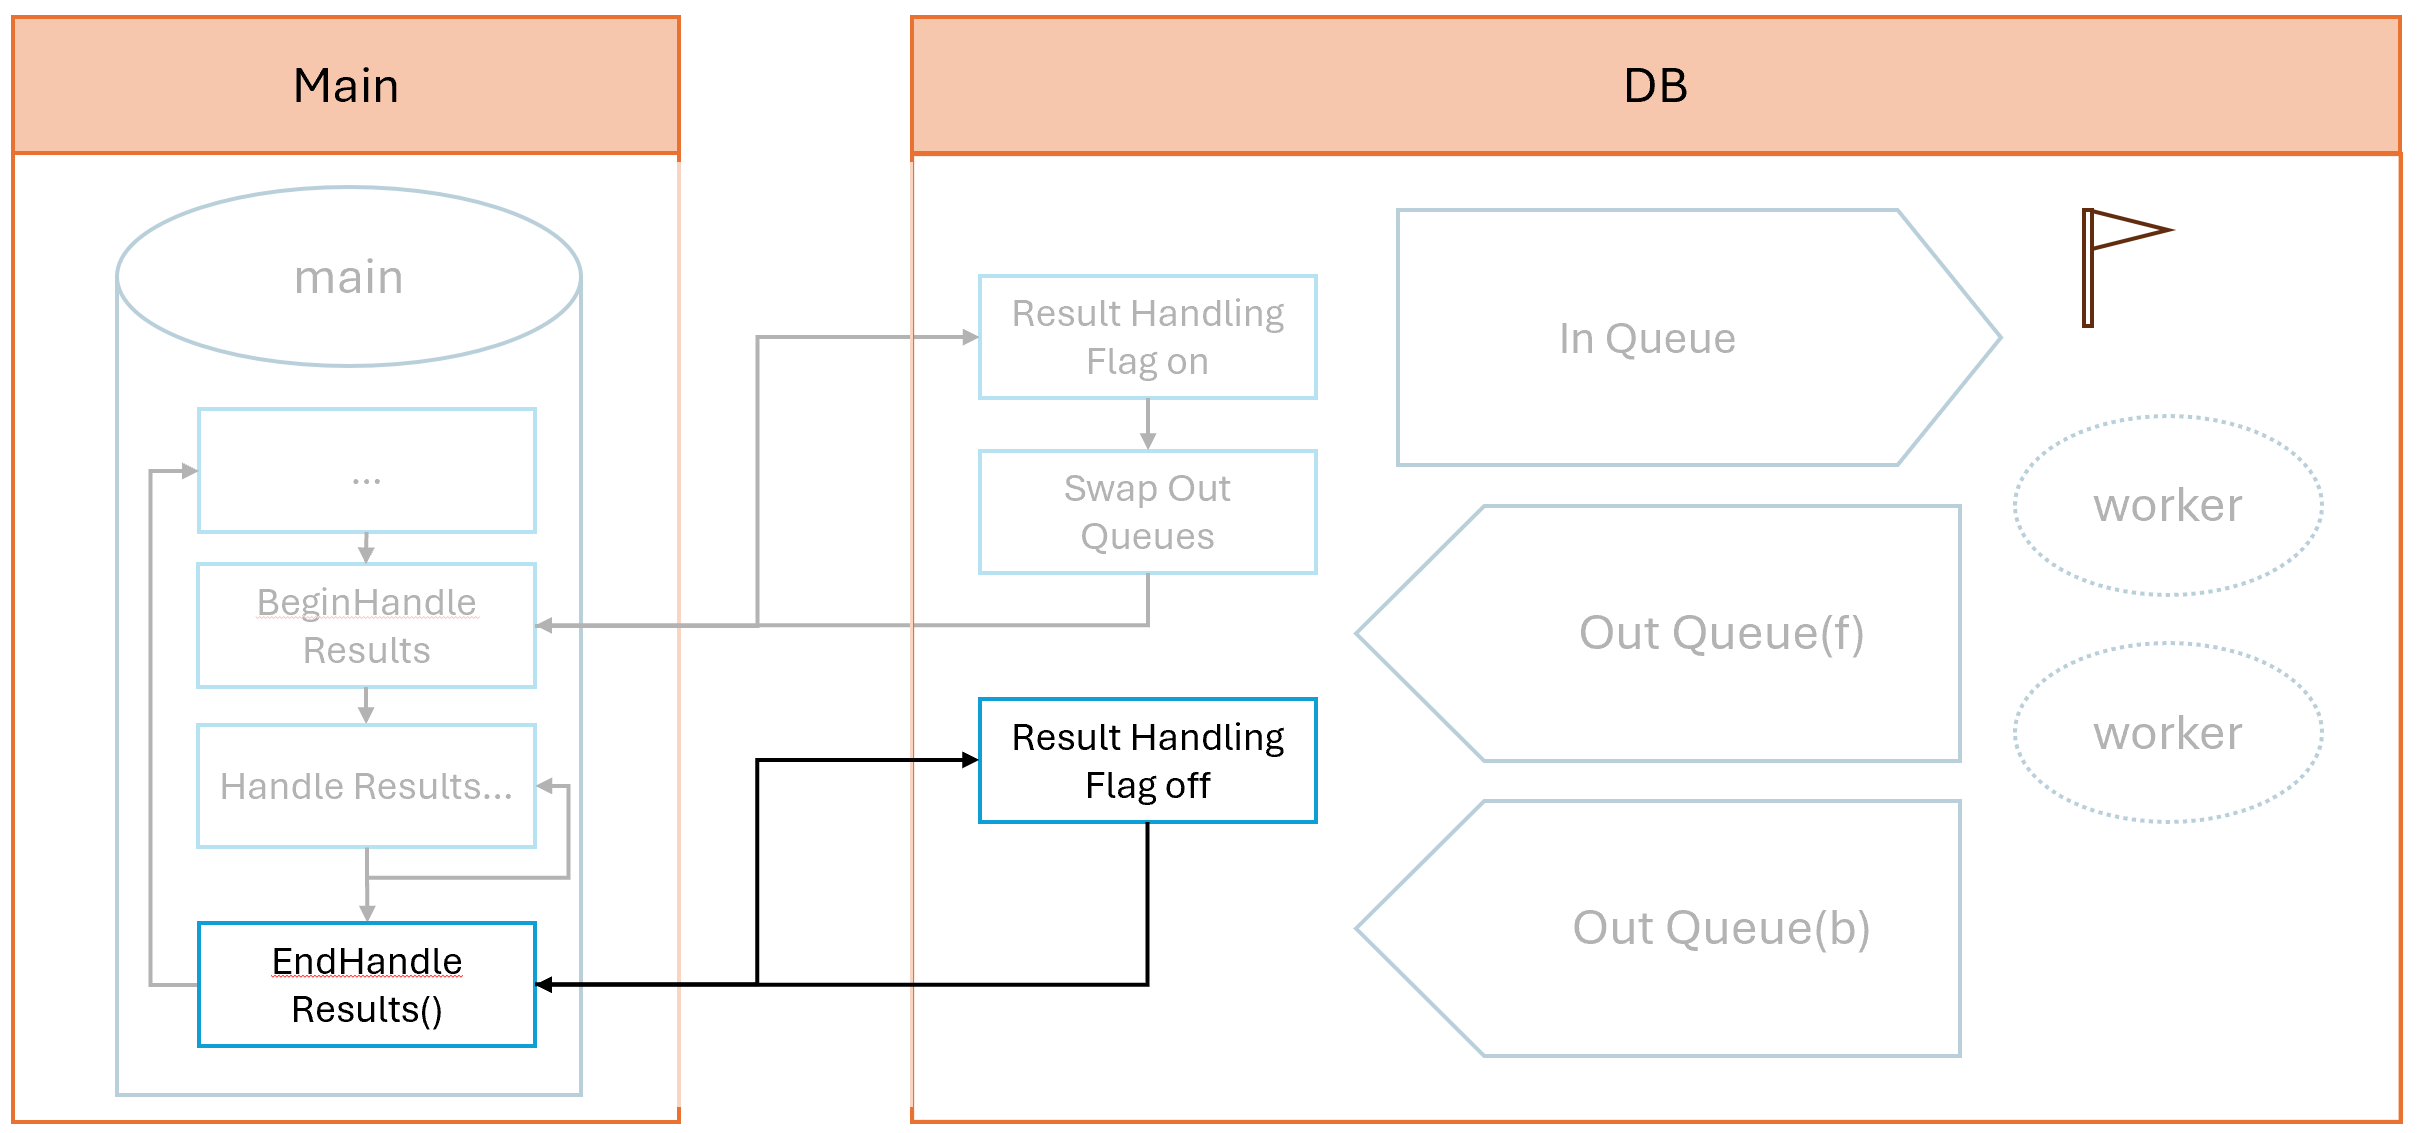 Main
DB
main
...
BeginHandle
Results
Handle Results...
EndHandle
Results()
Result Handling
Flag on
Swap Out
Queues
Result Handling
Flag off
In Queue
Out Queue(f)
Out Queue(b)
worker
worker